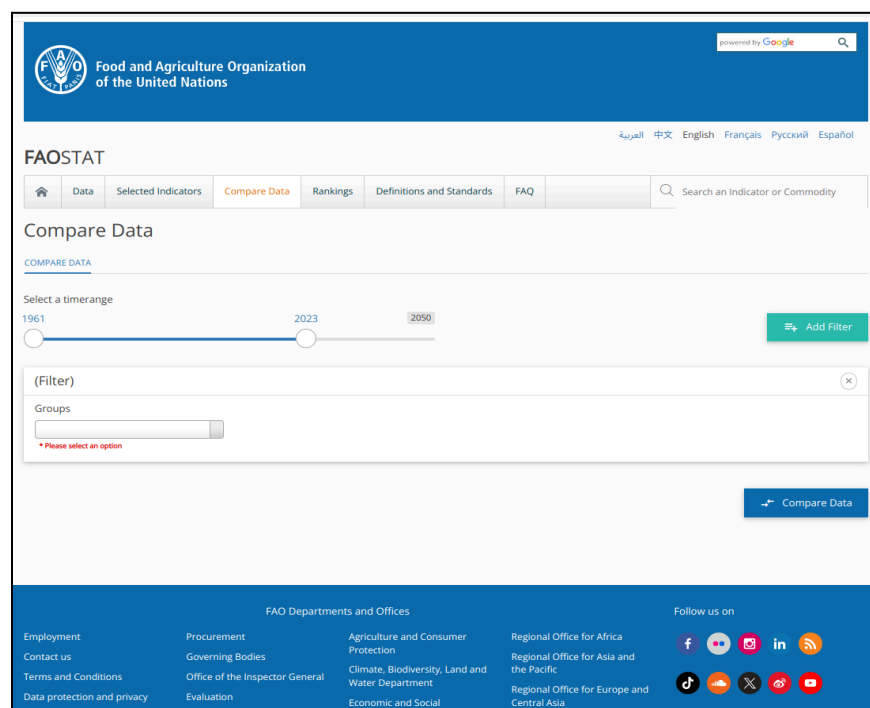 powered by Google
Food and Agriculture Organization
of the United Nations
العربية 中文 English Français Русский Español
FAOSTAT
Data Selected Indicators Compare Data Rankings Definitions and Standards FAQ Search an Indicator or Commodity
Compare Data
COMPARE DATA
Select a timerange
1961 2023 2050
Add Filter
(Filter)
Groups
* Please select an option
Compare Data
FAO Departments and Offices
Follow us on
Employment
Contact us
Terms and Conditions
Data protection and privacy
Procurement
Governing Bodies
Office of the Inspector General
Evaluation
Agriculture and Consumer
Protection
Climate, Biodiversity, Land and
Water Department
Economic and Social
Regional Office for Africa
Regional Office for Asia and
the Pacific
Regional Office for Europe and
Central Asia